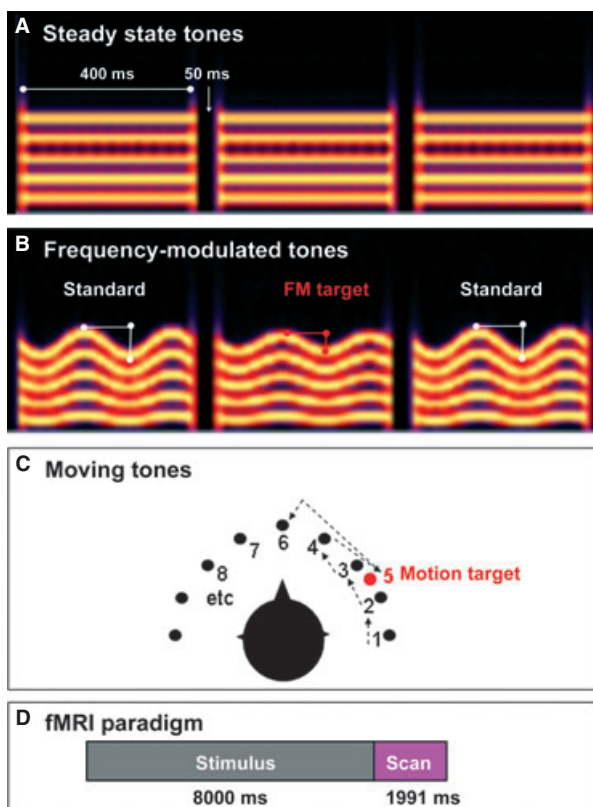 A Steady state tones
400 ms 50 ms
B Frequency-modulated tones
Standard FM target Standard
C Moving tones
6 4
7 3
8 5 Motion target
etc 2
1
D fMRI paradigm
Stimulus Scan
8000 ms 1991 ms